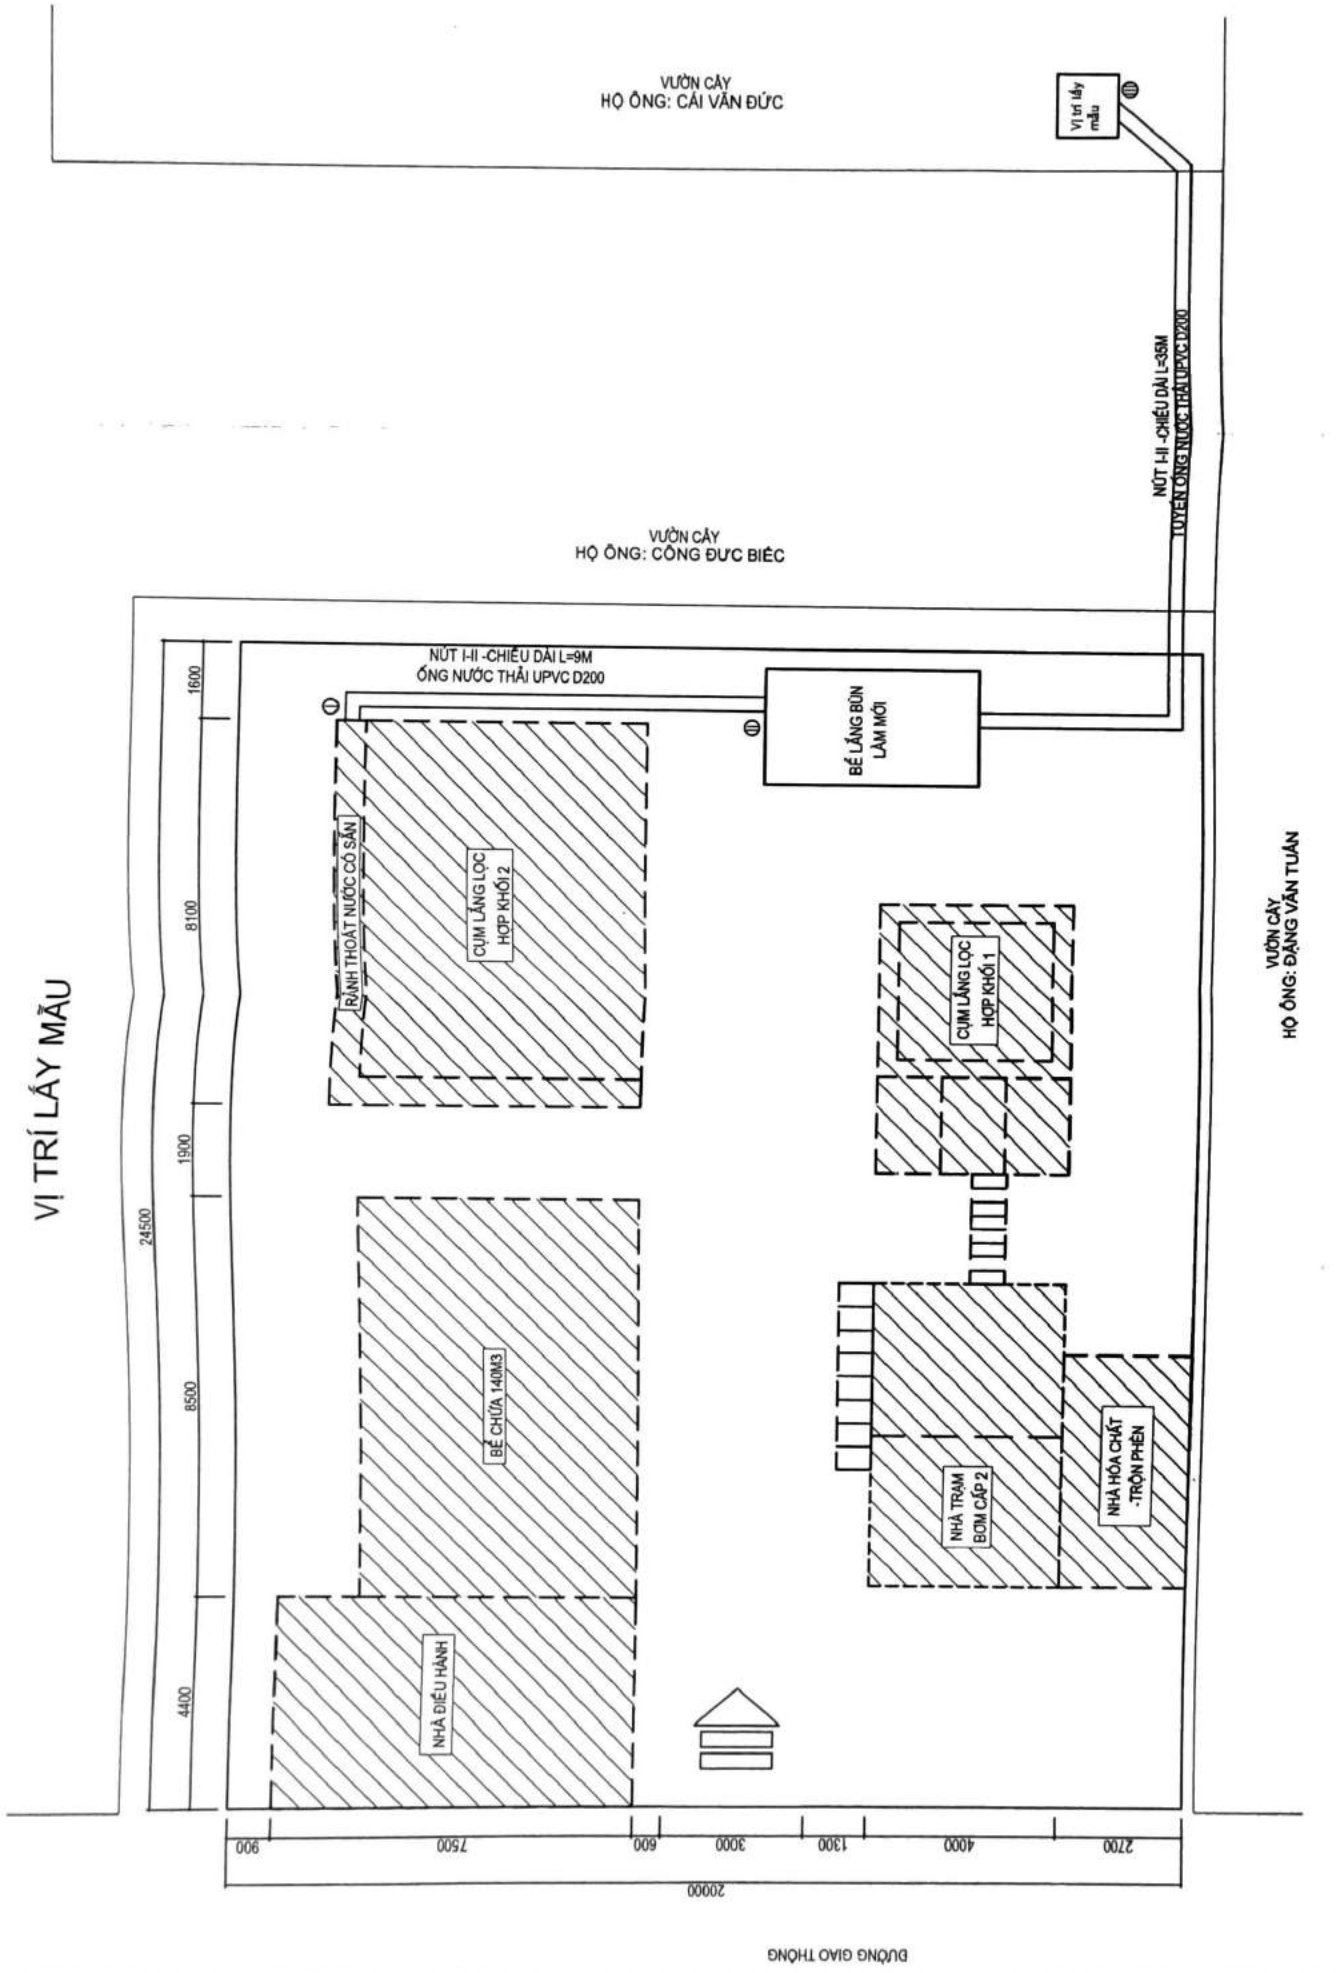 VỊ TRÍ LẤY MẪU
VƯỜN CÂY
HỘ ÔNG: CÁI VĂN ĐỨC
Vị trí lấy
mẫu
NÚT I-II -CHIỀU DÀI L=35M
TUYẾN ỐNG NƯỚC THẢI UPVC D200
VƯỜN CÂY
HỘ ÔNG: CÔNG ĐƯC BIÉC
NÚT I-II -CHIỀU DÀI L=9M
ỐNG NƯỚC THẢI UPVC D200
BỂ LẮNG BÙN
LÀM MỚI
RÃNH THOÁT NƯỚC CÓ SẴN
CỤM LẮNG LỌC
HỢP KHỐI 2
CỤM LẮNG LỌC
HỢP KHỐI 1
VƯỜN CÂY
HỘ ÔNG: ĐẶNG VĂN TUÂN
BỂ CHỨA 140M3
NHÀ TRẠM
BƠM CẤP 2
NHÀ HÓA CHẤT
-TRỘN PHÈN
NHÀ ĐIỀU HÀNH
24500
1600
8100
1900
8500
4400
900
7500
600
3000
1300
4000
2700
20000
ĐƯỜNG GIAO THÔNG